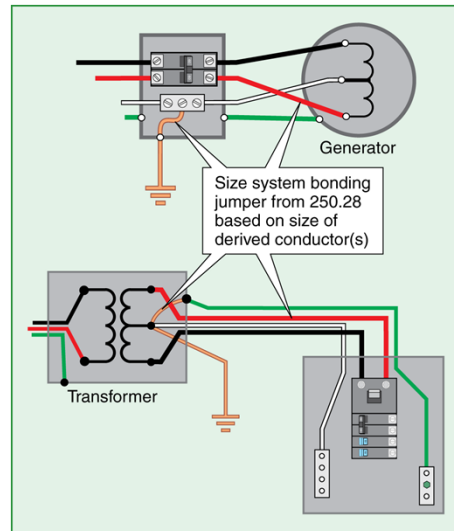 Generator
Size system bonding
jumper from 250.28
based on size of
derived conductor(s)
Transformer